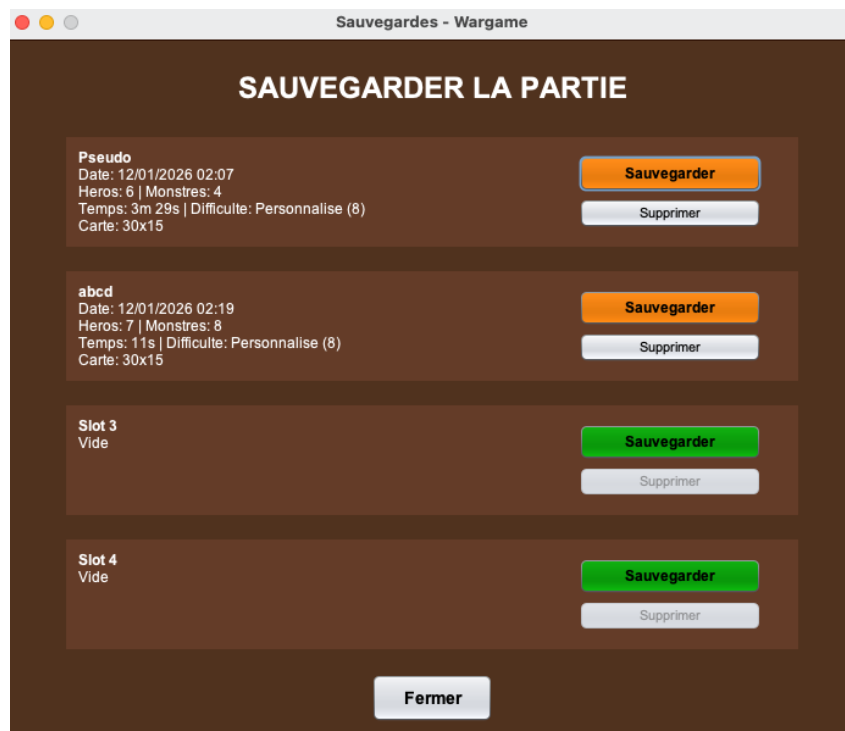 Sauvegardes - Wargame
SAUVEGARDER LA PARTIE
Pseudo
Date: 12/01/2026 02:07
Heros: 6 | Monstres: 4
Temps: 3m 29s | Difficulte: Personnalise (8)
Carte: 30x15
Sauvegarder
Supprimer
abcd
Date: 12/01/2026 02:19
Heros: 7 | Monstres: 8
Temps: 11s | Difficulte: Personnalise (8)
Carte: 30x15
Sauvegarder
Supprimer
Slot 3
Vide
Sauvegarder
Supprimer
Slot 4
Vide
Sauvegarder
Supprimer
Fermer